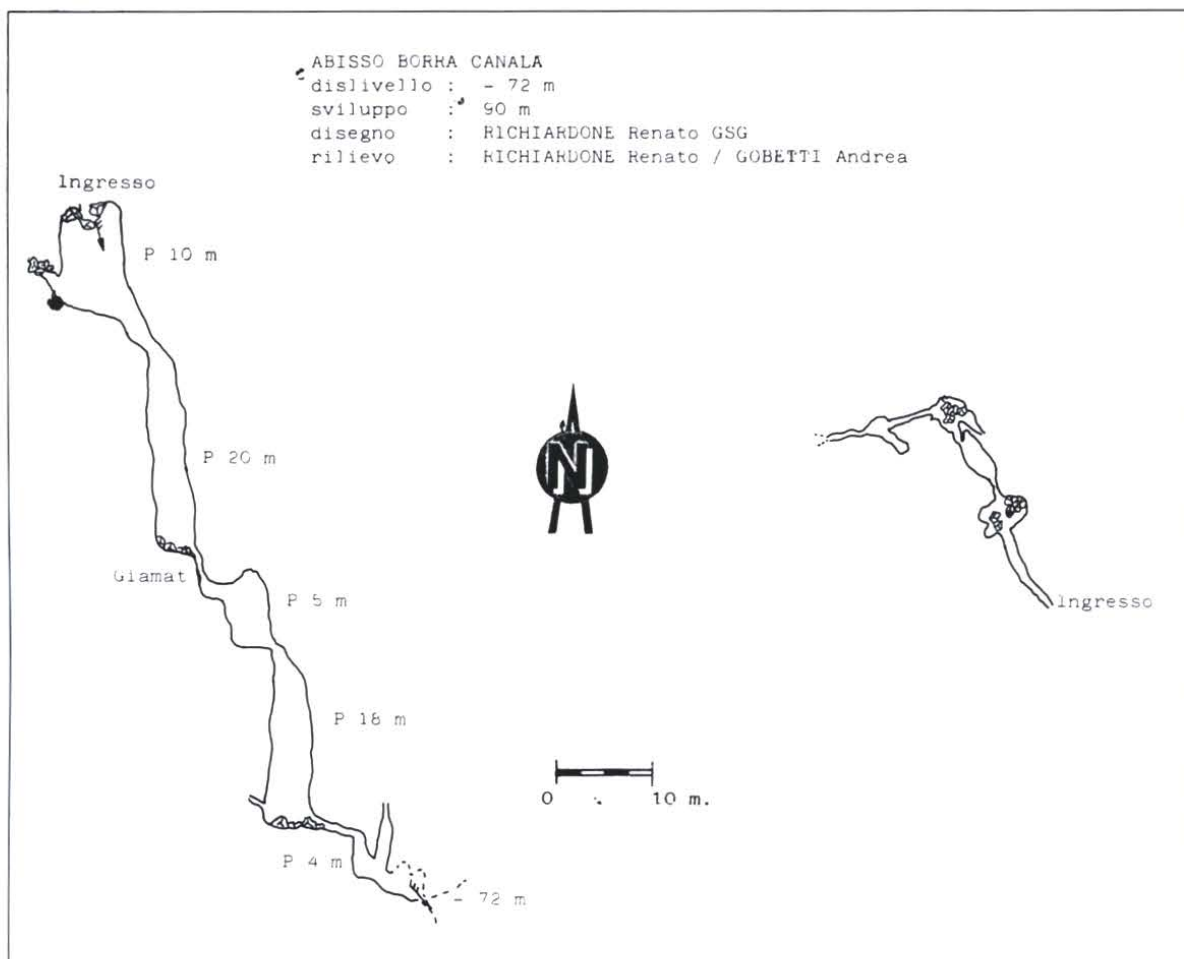 ABISSO BORRA CANALA
dislivello : - 72 m
sviluppo : 90 m
disegno : RICHIARDONE Renato GSG
rilievo : RICHIARDONE Renato / GOBETTI Andrea
Ingresso
P 10 m
P 20 m
N
Giamat
P 5 m
Ingresso
P 18 m
0 10 m.
P 4 m
- 72 m